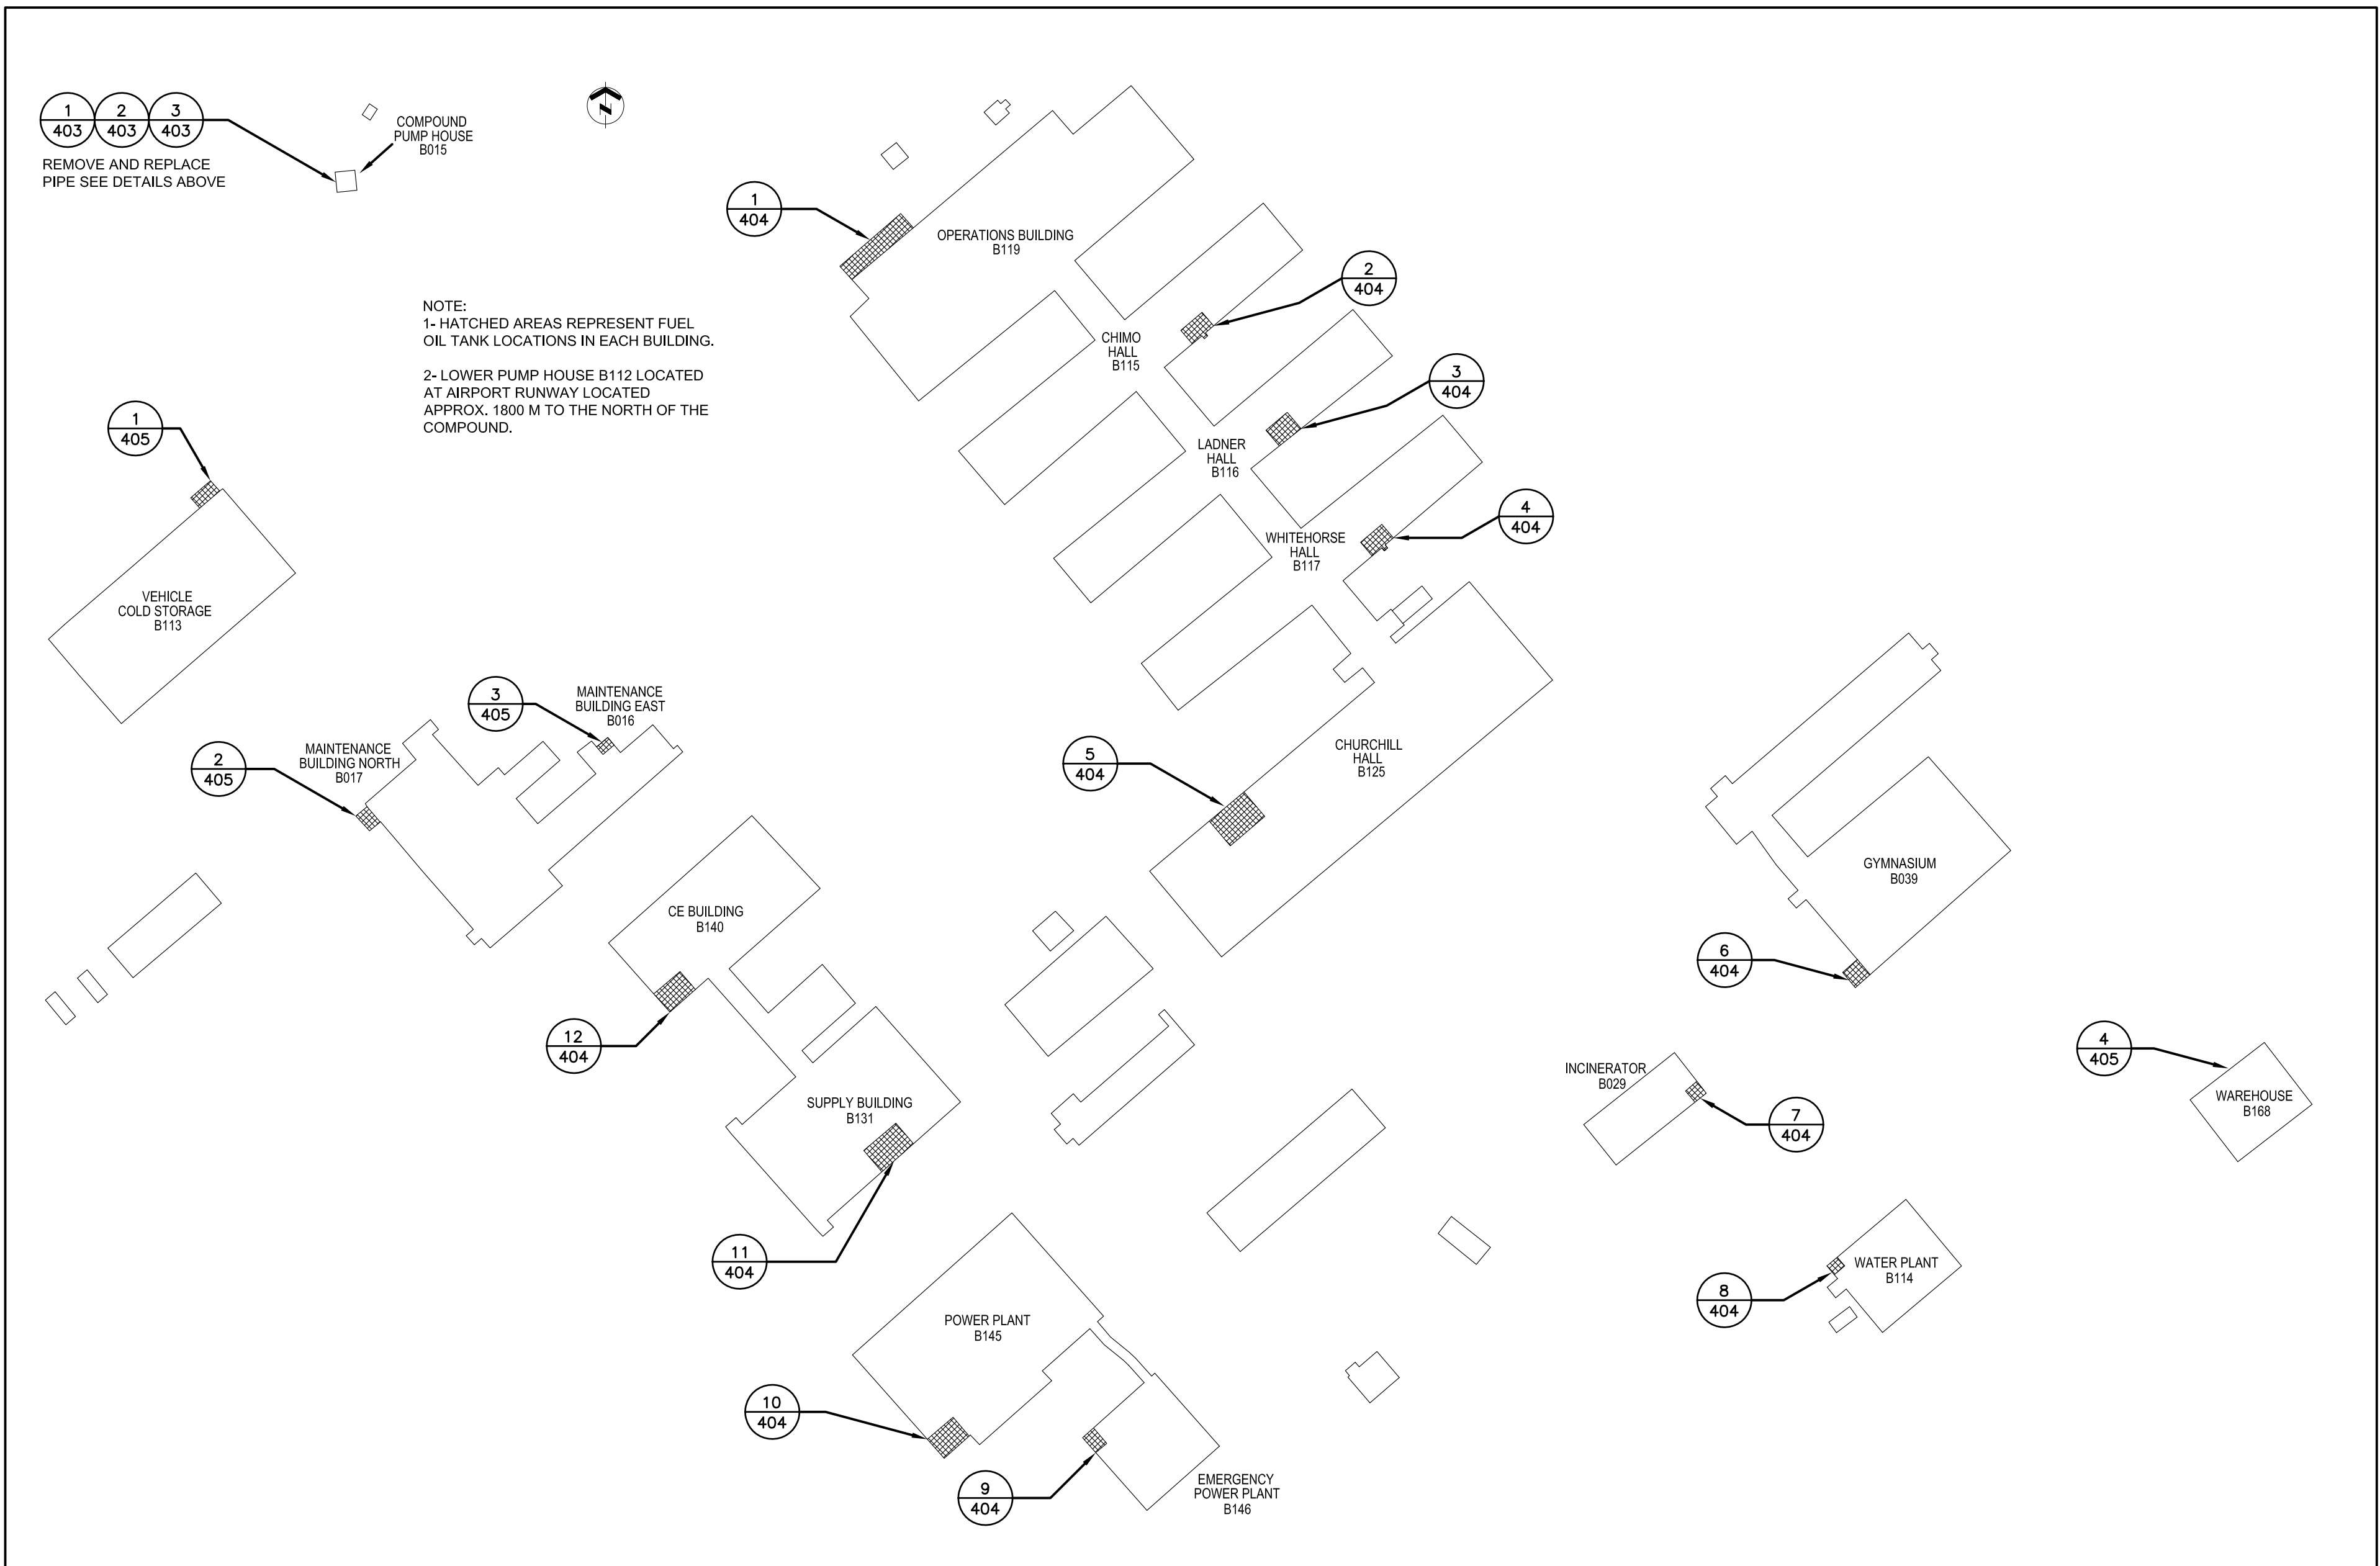 1
403
2
403
3
403
REMOVE AND REPLACE
PIPE SEE DETAILS ABOVE
COMPOUND
PUMP HOUSE
B015
N
1
404
OPERATIONS BUILDING
B119
2
404
NOTE:
1- HATCHED AREAS REPRESENT FUEL
OIL TANK LOCATIONS IN EACH BUILDING.
2- LOWER PUMP HOUSE B112 LOCATED
AT AIRPORT RUNWAY LOCATED
APPROX. 1800 M TO THE NORTH OF THE
COMPOUND.
CHIMO
HALL
B115
3
404
LADNER
HALL
B116
1
405
4
404
WHITEHORSE
HALL
B117
VEHICLE
COLD STORAGE
B113
3
405
MAINTENANCE
BUILDING EAST
B016
2
405
MAINTENANCE
BUILDING NORTH
B017
5
404
CHURCHILL
HALL
B125
GYMNASIUM
B039
CE BUILDING
B140
6
404
12
404
4
405
INCINERATOR
B029
WAREHOUSE
B168
SUPPLY BUILDING
B131
7
404
11
404
WATER PLANT
B114
8
404
POWER PLANT
B145
10
404
9
404
EMERGENCY
POWER PLANT
B146